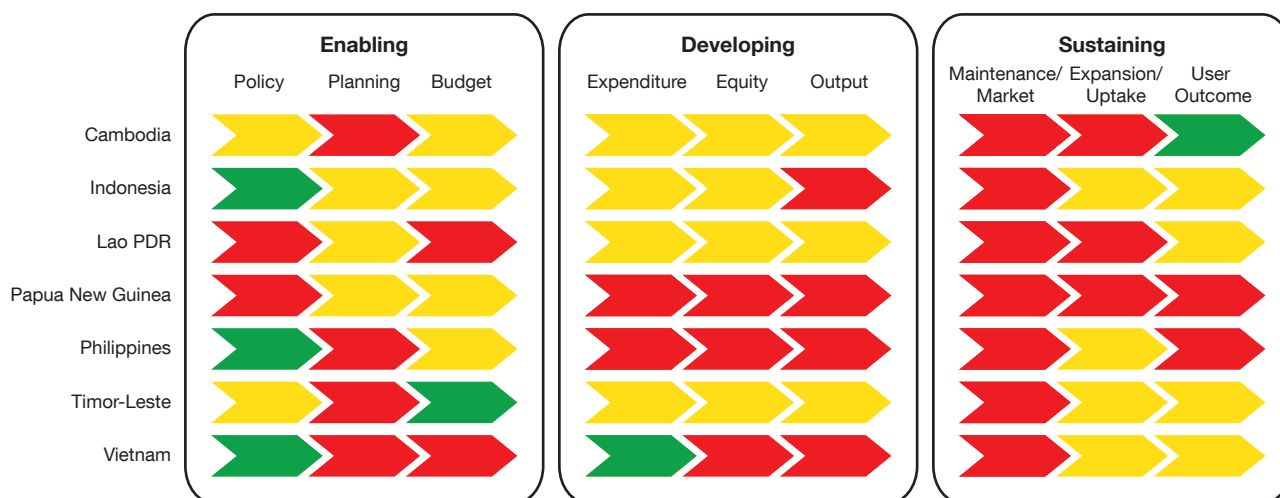 Enabling
Developing
Sustaining
Policy
Planning
Budget
Expenditure
Equity
Output
Maintenance/
Market
Expansion/
Uptake
User
Outcome
Cambodia
Indonesia
Lao PDR
Papua New Guinea
Philippines
Timor-Leste
Vietnam